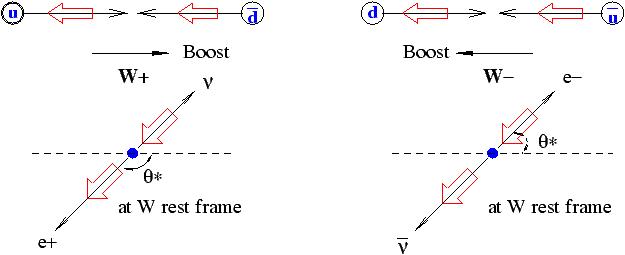 u d̅ d u̅
Boost Boost
W+ W−
ν e−
θ* θ*
at W rest frame at W rest frame
e+ ν̅